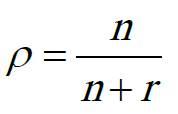 ρ = n / (n + r)